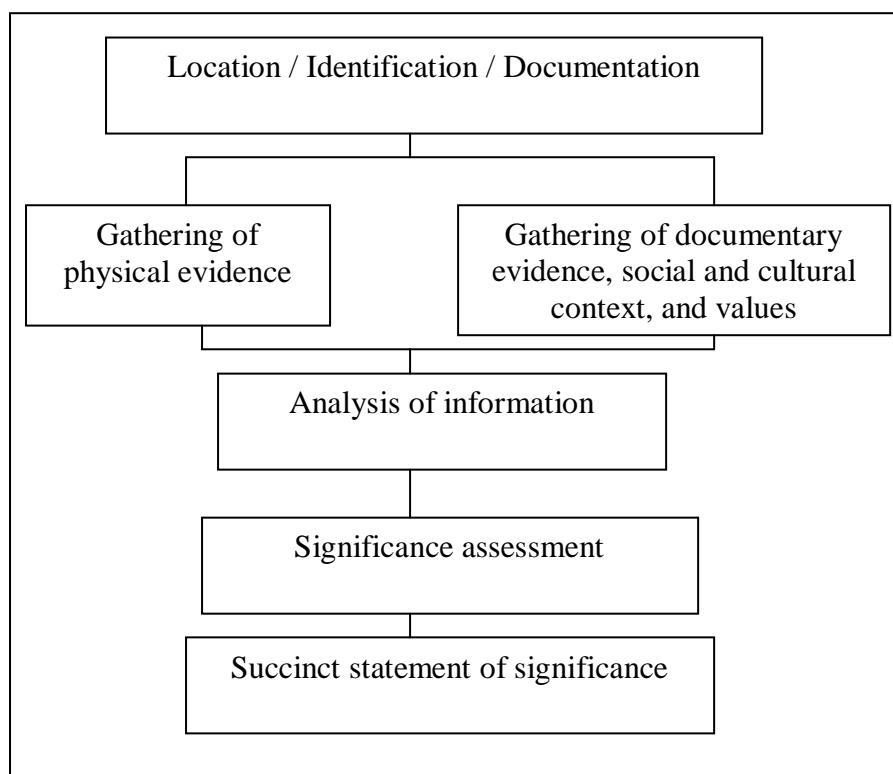 Location / Identification / Documentation
Gathering of
physical evidence
Gathering of documentary
evidence, social and cultural
context, and values
Analysis of information
Significance assessment
Succinct statement of significance